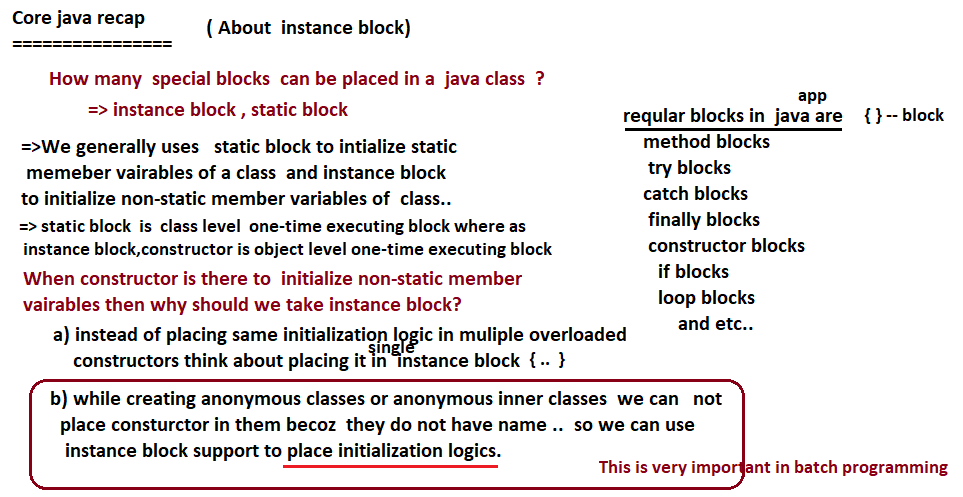 Core java recap
================
( About instance block)
How many special blocks can be placed in a java class ?
=> instance block , static block
=>We generally uses static block to intialize static
memeber vairables of a class and instance block
to initialize non-static member variables of class..
=> static block is class level one-time executing block where as
instance block,constructor is object level one-time executing block
When constructor is there to initialize non-static member
vairables then why should we take instance block?
a) instead of placing same initialization logic in muliple overloaded
constructors think about placing it in single instance block { .. }
b) while creating anonymous classes or anonymous inner classes we can not
place consturctor in them becoz they do not have name .. so we can use
instance block support to place initialization logics.
This is very important in batch programming
app
reqular blocks in java are
{ } -- block
method blocks
try blocks
catch blocks
finally blocks
constructor blocks
if blocks
loop blocks
and etc..